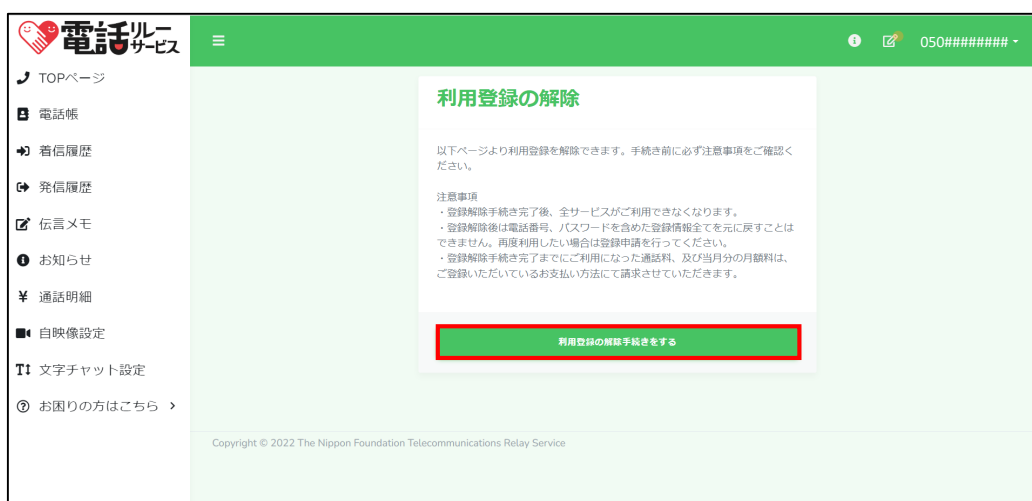 電話リレーサービス
050######## 
TOPページ
電話帳
着信履歴
発信履歴
伝言メモ
お知らせ
¥ 通話明細
自映像設定
文字チャット設定
お困りの方はこちら
利用登録の解除
以下ページより利用登録を解除できます。手続き前に必ず注意事項をご確認く
ださい。
注意事項
・登録解除手続き完了後、全サービスがご利用できなくなります。
・登録解除後は電話番号、パスワードを含めた登録情報全てを元に戻すことは
できません。再度利用したい場合は登録申請を行ってください。
・登録解除手続き完了までにご利用になった通話料、及び当月分の月額料は、
ご登録いただいているお支払い方法にて請求させていただきます。
利用登録の解除手続きをする
Copyright © 2022 The Nippon Foundation Telecommunications Relay Service